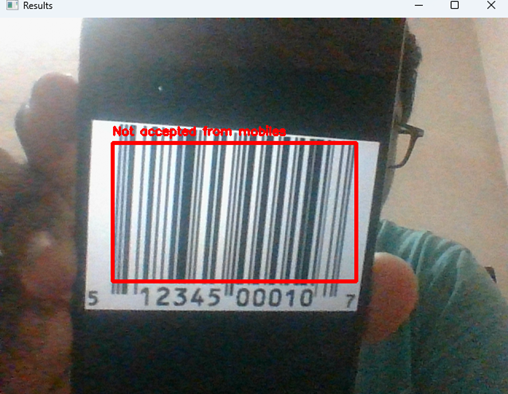 Results
Not accepted from mobiles
5 12345 00010 7